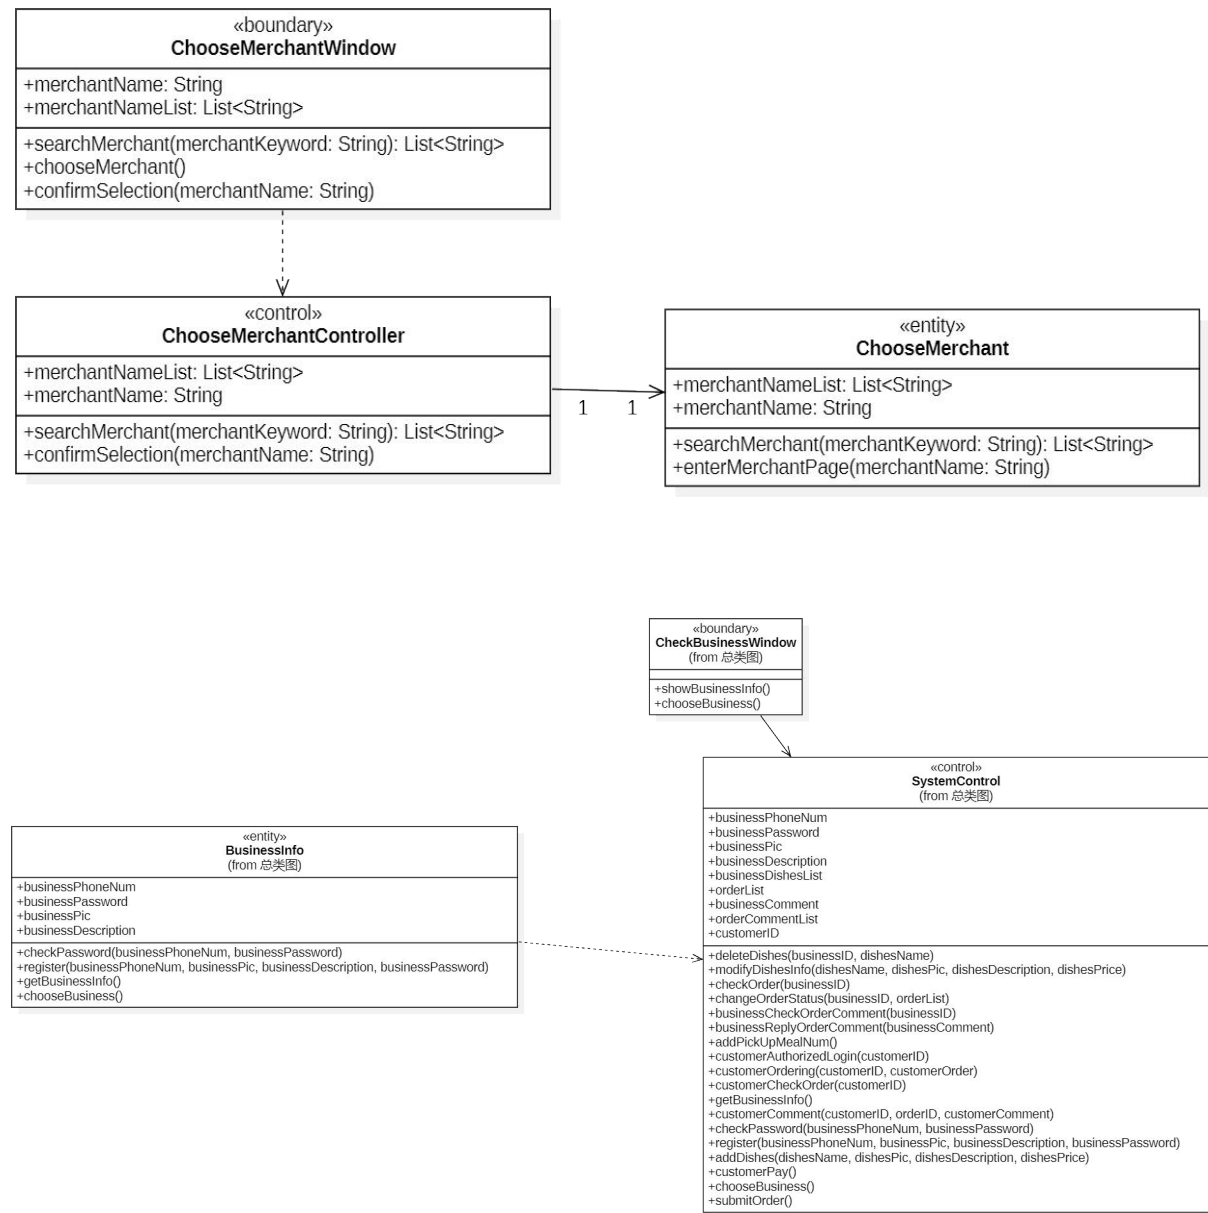 «boundary»
ChooseMerchantWindow
+merchantName: String
+merchantNameList: List<String>
+searchMerchant(merchantKeyword: String): List<String>
+chooseMerchant()
+confirmSelection(merchantName: String)
«control»
ChooseMerchantController
+merchantNameList: List<String>
+merchantName: String
+searchMerchant(merchantKeyword: String): List<String>
+confirmSelection(merchantName: String)
1 1
«entity»
ChooseMerchant
+merchantNameList: List<String>
+merchantName: String
+searchMerchant(merchantKeyword: String): List<String>
+enterMerchantPage(merchantName: String)
«boundary»
CheckBusinessWindow
(from 总类图)
+showBusinessInfo()
+chooseBusiness()
«entity»
BusinessInfo
(from 总类图)
+businessPhoneNum
+businessPassword
+businessPic
+businessDescription
+checkPassword(businessPhoneNum, businessPassword)
+register(businessPhoneNum, businessPic, businessDescription, businessPassword)
+getBusinessInfo()
+chooseBusiness()
«control»
SystemControl
(from 总类图)
+businessPhoneNum
+businessPassword
+businessPic
+businessDescription
+businessDishesList
+orderList
+businessComment
+orderCommentList
+customerID
+deleteDishes(businessID, dishesName)
+modifyDishesInfo(dishesName, dishesPic, dishesDescription, dishesPrice)
+checkOrder(businessID)
+changeOrderStatus(businessID, orderList)
+businessCheckOrderComment(businessID)
+businessReplyOrderComment(businessComment)
+addPickUpMealNum()
+customerAuthorizedLogin(customerID)
+customerOrdering(customerID, customerOrder)
+customerCheckOrder(customerID)
+getBusinessInfo()
+customerComment(customerID, orderID, customerComment)
+checkPassword(businessPhoneNum, businessPassword)
+register(businessPhoneNum, businessPic, businessDescription, businessPassword)
+addDishes(dishesName, dishesPic, dishesDescription, dishesPrice)
+customerPay()
+chooseBusiness()
+submitOrder()